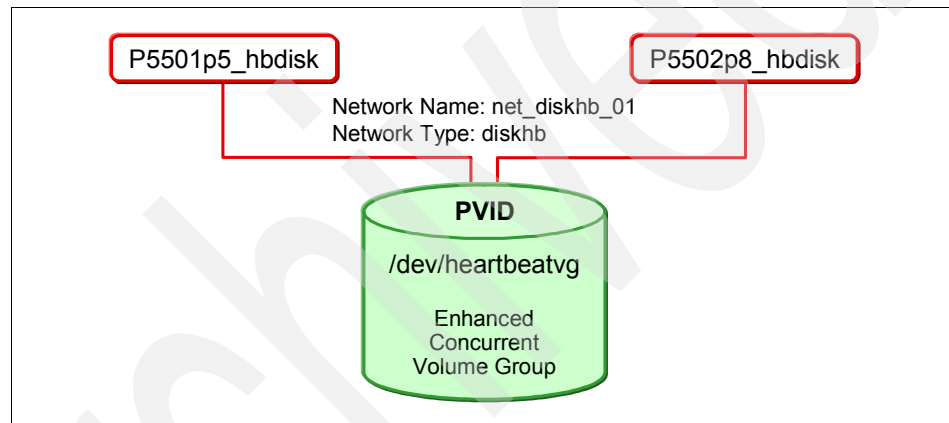 P5501p5_hbdisk
P5502p8_hbdisk
Network Name: net_diskhb_01
Network Type: diskhb
PVID
/dev/heartbeatvg
Enhanced
Concurrent
Volume Group